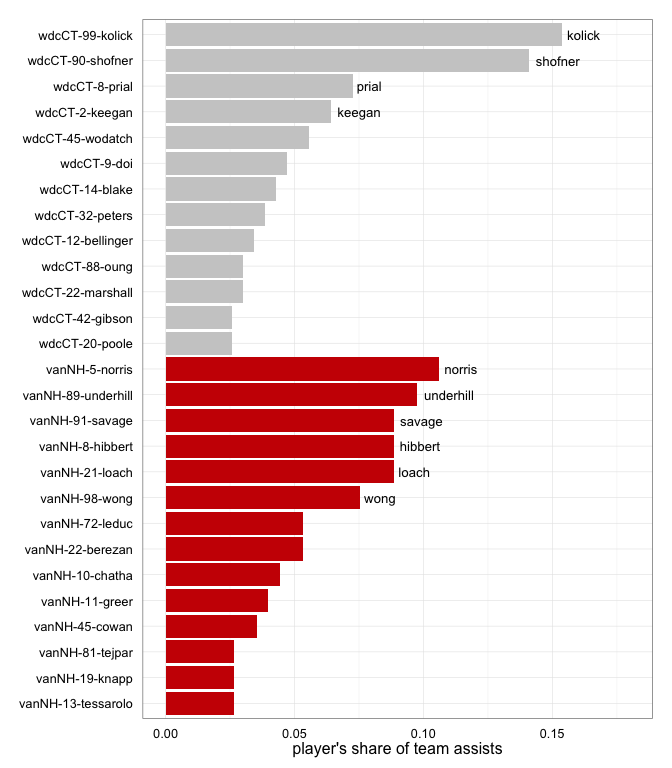 wdcCT-99-kolick kolick
wdcCT-90-shofner shofner
wdcCT-8-prial prial
wdcCT-2-keegan keegan
wdcCT-45-wodatch
wdcCT-9-doi
wdcCT-14-blake
wdcCT-32-peters
wdcCT-12-bellinger
wdcCT-88-oung
wdcCT-22-marshall
wdcCT-42-gibson
wdcCT-20-poole
vanNH-5-norris norris
vanNH-89-underhill underhill
vanNH-91-savage savage
vanNH-8-hibbert hibbert
vanNH-21-loach loach
vanNH-98-wong wong
vanNH-72-leduc
vanNH-22-berezan
vanNH-10-chatha
vanNH-11-greer
vanNH-45-cowan
vanNH-81-tejpar
vanNH-19-knapp
vanNH-13-tessarolo
0.00 0.05 0.10 0.15
player's share of team assists